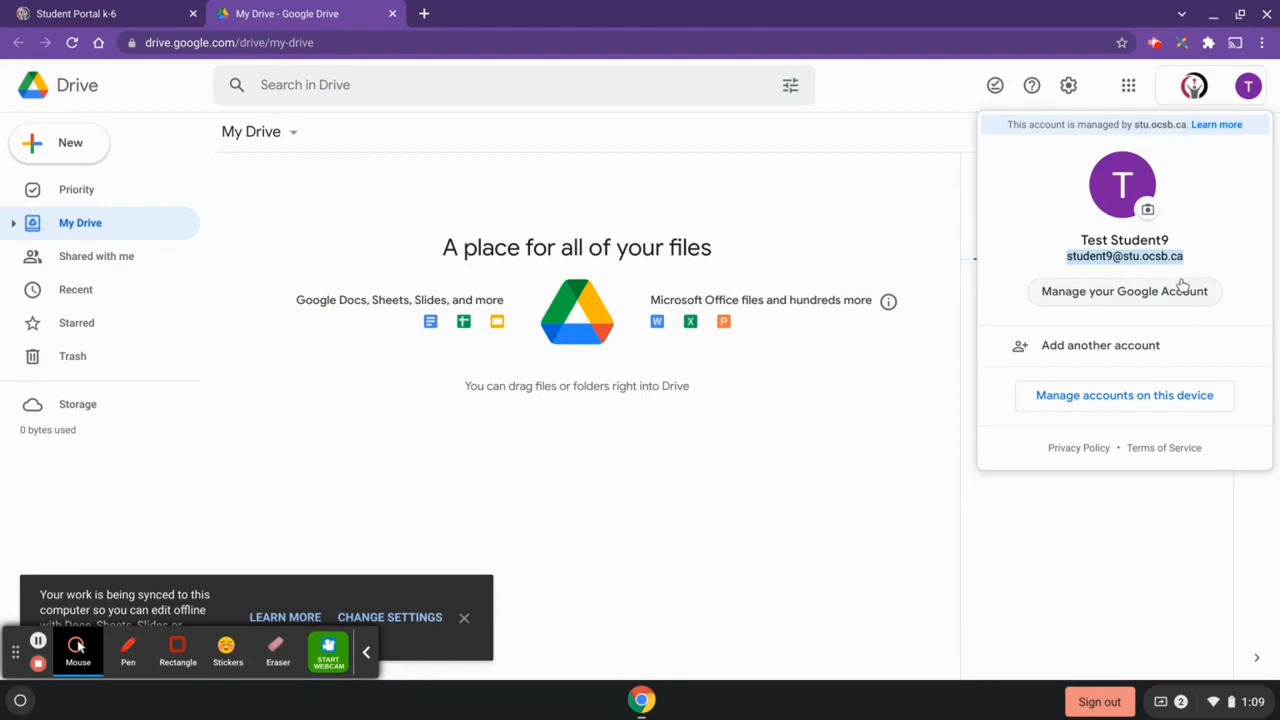 Student Portal k-6
My Drive - Google Drive
drive.google.com/drive/my-drive
Drive
Search in Drive
T
New
My Drive
Priority
My Drive
Shared with me
Recent
Starred
Trash
Storage
0 bytes used
A place for all of your files
Google Docs, Sheets, Slides, and more
Microsoft Office files and hundreds more
W X P
You can drag files or folders right into Drive
This account is managed by stu.ocsb.ca. Learn more
T
Test Student9
student9@stu.ocsb.ca
Manage your Google Account
Add another account
Manage accounts on this device
Privacy Policy • Terms of Service
Your work is being synced to this
computer so you can edit offline
with Docs, Sheets, Slides or
LEARN MORE
CHANGE SETTINGS
Mouse
Pen
Rectangle
Stickers
Eraser
START
WEBCAM
Sign out
2
1:09